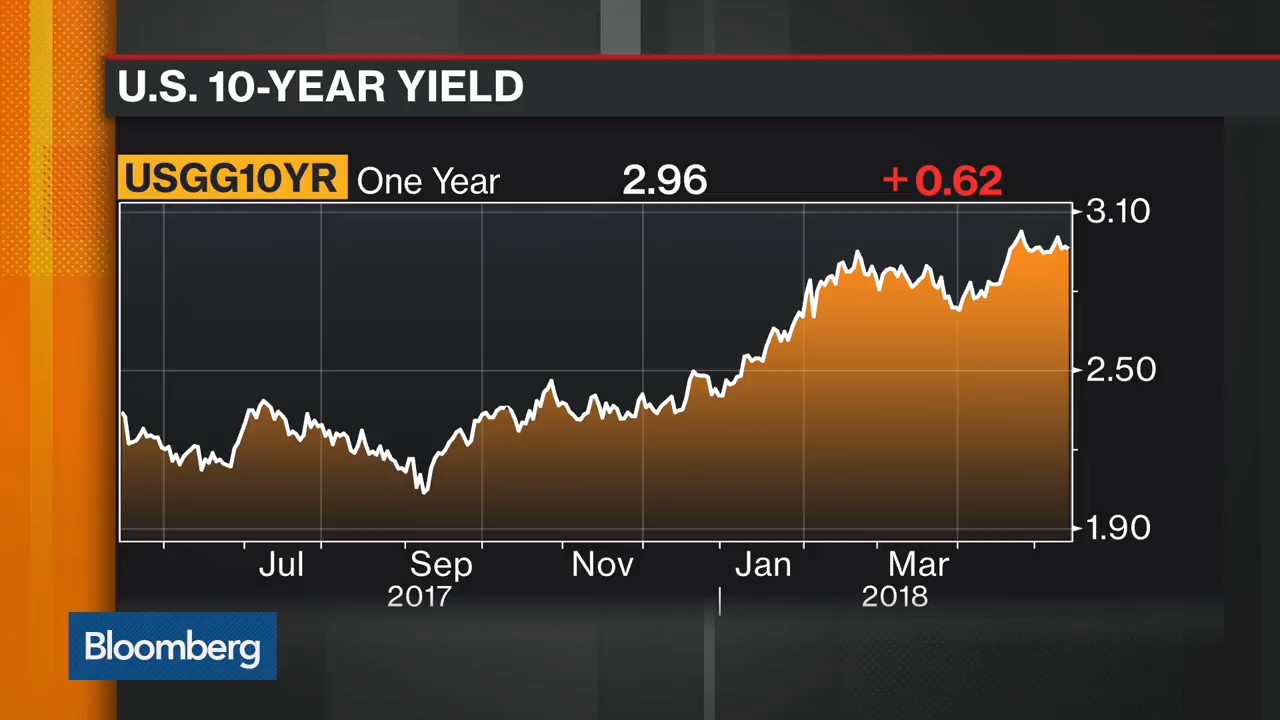 U.S. 10-YEAR YIELD
USGG10YR One Year 2.96 +0.62
3.10
2.50
1.90
Jul Sep Nov Jan Mar
2017 2018
Bloomberg